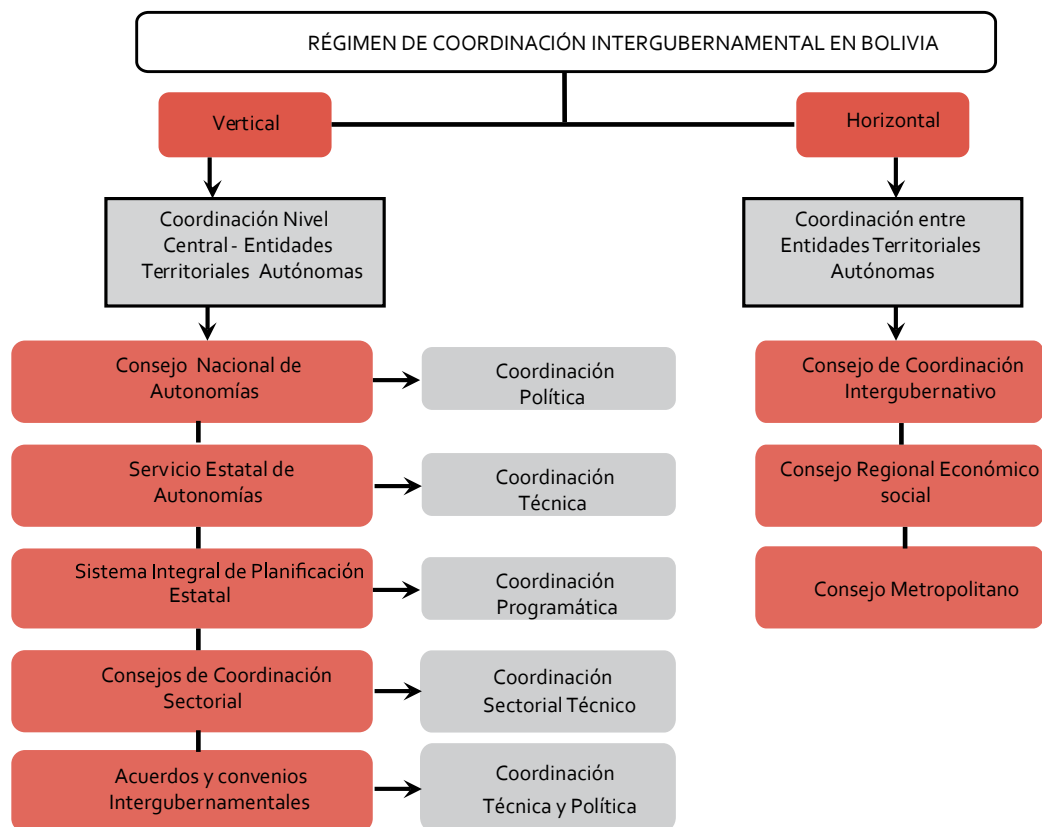 RÉGIMEN DE COORDINACIÓN INTERGUBERNAMENTAL EN BOLIVIA
Vertical
Horizontal
Coordinación Nivel
Central - Entidades
Territoriales Autónomas
Coordinación entre
Entidades Territoriales
Autónomas
Consejo Nacional de
Autonomías
Coordinación
Política
Servicio Estatal de
Autonomías
Coordinación
Técnica
Sistema Integral de Planificación
Estatal
Coordinación
Programática
Consejos de Coordinación
Sectorial
Coordinación
Sectorial Técnico
Acuerdos y convenios
Intergubernamentales
Coordinación
Técnica y Política
Consejo de Coordinación
Intergubernativo
Consejo Regional Económico
social
Consejo Metropolitano